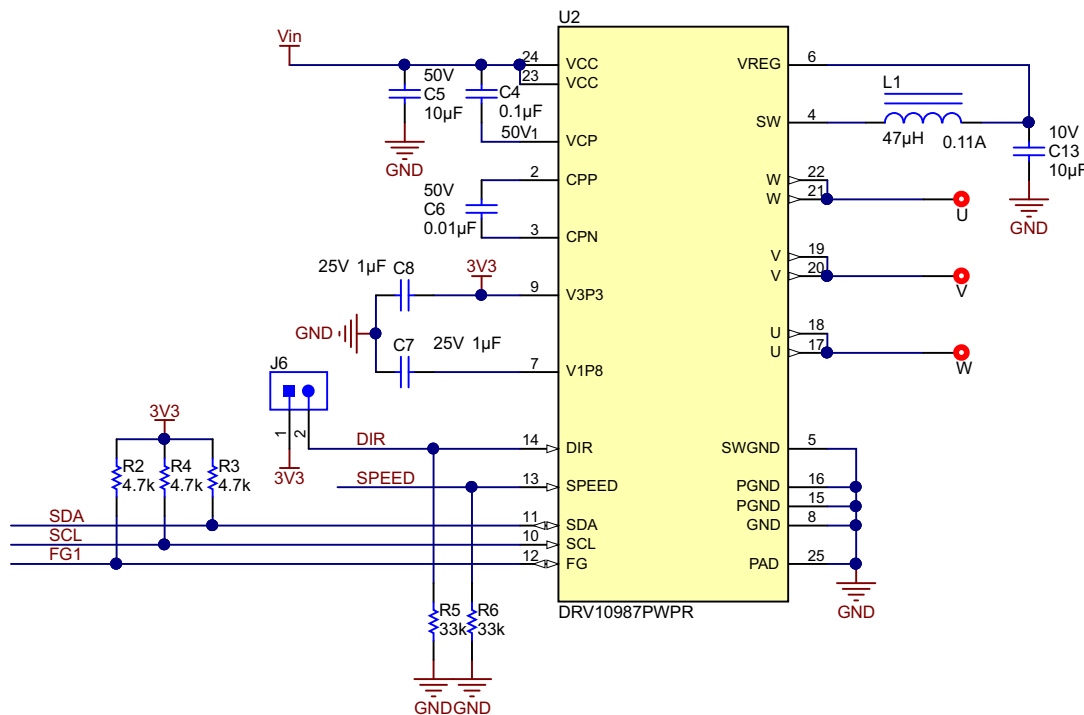 U2
Vin
24 VCC
23 VCC
50V
C5
10µF
C4
0.1µF
50V
1 VCP
GND
2 CPP
50V
C6
0.01µF
3 CPN
25V 1µF C8
3V3
9 V3P3
GND
25V 1µF
C7
7 V1P8
J6
1
2
3V3
DIR
14 DIR
SPEED
13 SPEED
3V3
R2
4.7k
R4
4.7k
R3
4.7k
SDA
11 SDA
SCL
10 SCL
FG1
12 FG
R5
33k
R6
33k
GND
GND
VREG 6
L1
SW 4
47µH
0.11A
10V
C13
10µF
GND
W 22
W 21
U
V 19
V 20
V
U 18
U 17
W
SWGND 5
PGND 16
PGND 15
GND 8
PAD 25
GND
DRV10987PWPR